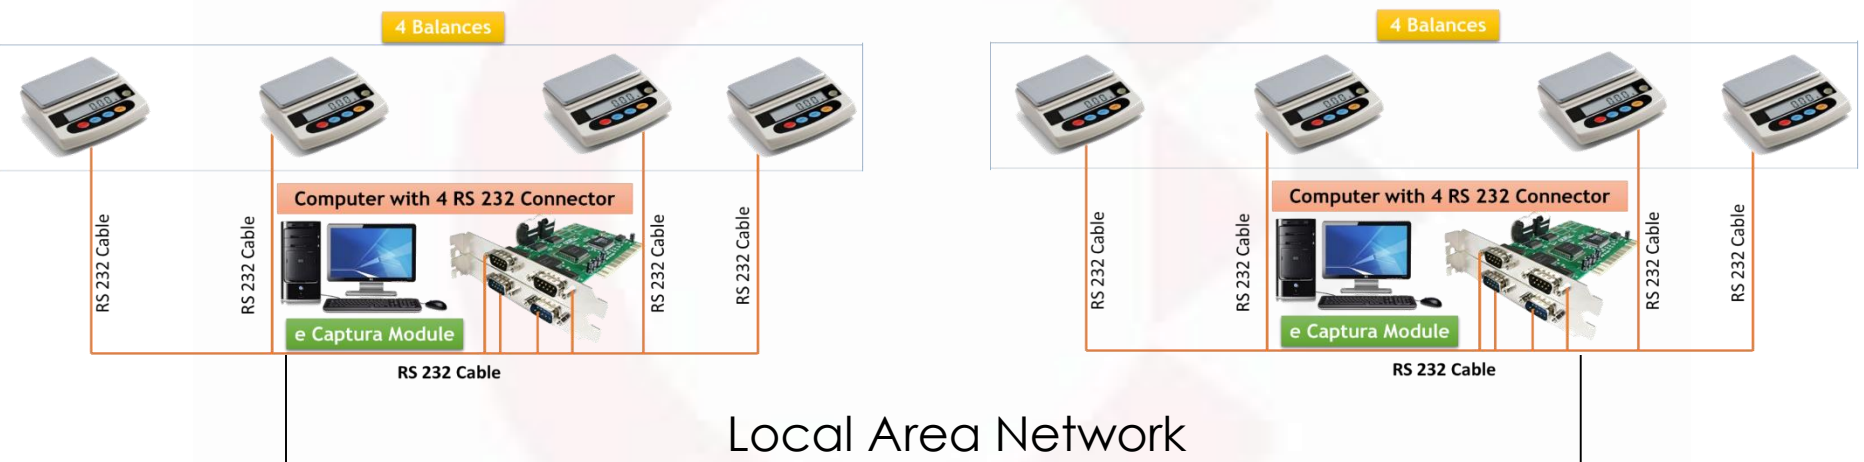 4 Balances
4 Balances
Computer with 4 RS 232 Connector
RS 232 Cable
RS 232 Cable
RS 232 Cable
RS 232 Cable
e Captura Module
RS 232 Cable
Computer with 4 RS 232 Connector
RS 232 Cable
RS 232 Cable
RS 232 Cable
RS 232 Cable
e Captura Module
RS 232 Cable
Local Area Network